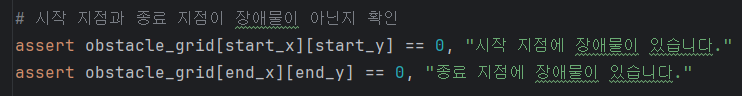 # 시작 지점과 종료 지점이 장애물이 아닌지 확인
assert obstacle_grid[start_x][start_y] == 0, "시작 지점에 장애물이 있습니다."
assert obstacle_grid[end_x][end_y] == 0, "종료 지점에 장애물이 있습니다."